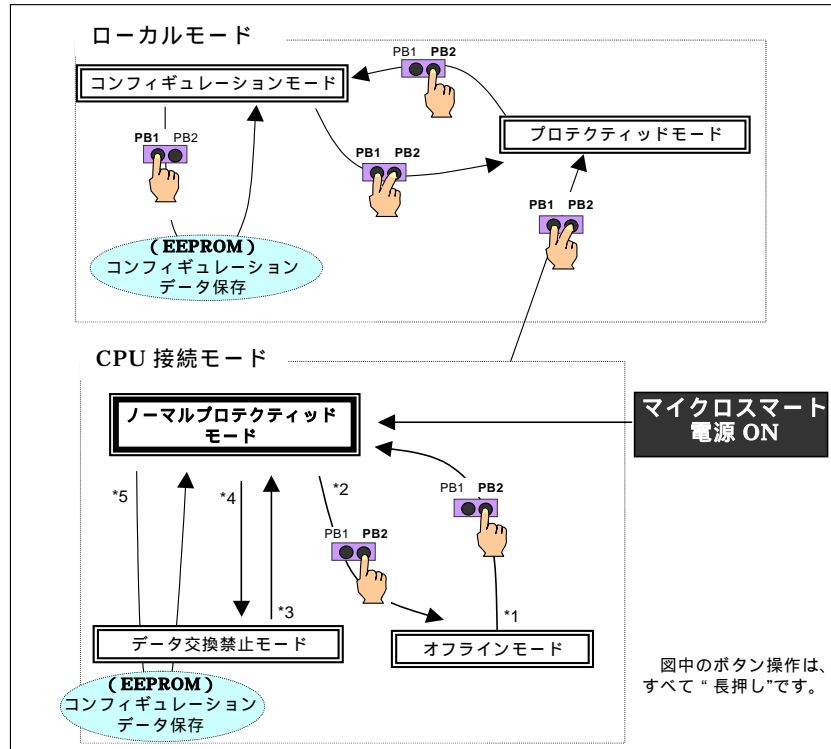 ローカルモード
PB1 PB2
コンフィギュレーションモード
プロテクティッドモード
PB1 PB2
PB1 PB2
PB1 PB2
(EEPROM)
コンフィギュレーション
データ保存
CPU 接続モード
ノーマルプロテクティッド
モード
マイクロスマート
電源 ON
*5
*4
*2
PB1 PB2
PB1 PB2
*3
*1
データ交換禁止モード
オフラインモード
(EEPROM)
コンフィギュレーション
データ保存
図中のボタン操作は、
すべて “ 長押し”です。